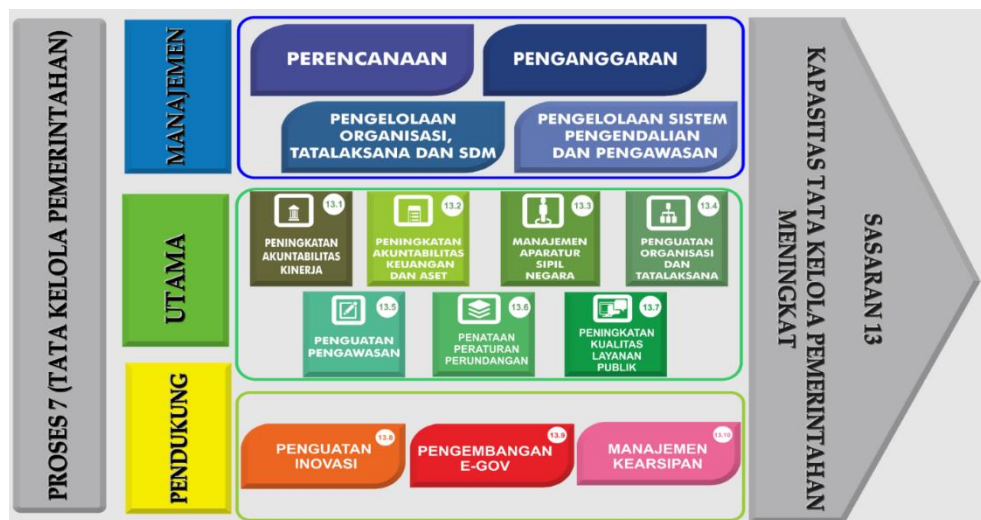 PROSES 7 (TATA KELOLA PEMERINTAHAN)
MANAJEMEN
PERENCANAAN
PENGANGGARAN
PENGELOLAAN
ORGANISASI,
TATALAKSANA DAN SDM
PENGELOLAAN SISTEM
PENGENDALIAN
DAN PENGAWASAN
UTAMA
13.1
PENINGKATAN
AKUNTABILITAS
KINERJA
13.2
PENINGKATAN
AKUNTABILITAS
KEUANGAN
DAN ASET
13.3
MANAJEMEN
APARATUR
SIPIL
NEGARA
13.4
PENGUATAN
ORGANISASI
DAN
TATALAKSANA
13.5
PENGUATAN
PENGAWASAN
13.6
PENATAAN
PERATURAN
PERUNDANGAN
13.7
PENINGKATAN
KUALITAS
LAYANAN
PUBLIK
PENDUKUNG
13.8
PENGUATAN
INOVASI
13.9
PENGEMBANGAN
E-GOV
13.10
MANAJEMEN
KEARSIPAN
SASARAN 13
KAPASITAS TATA KELOLA PEMERINTAHAN
MENINGKAT